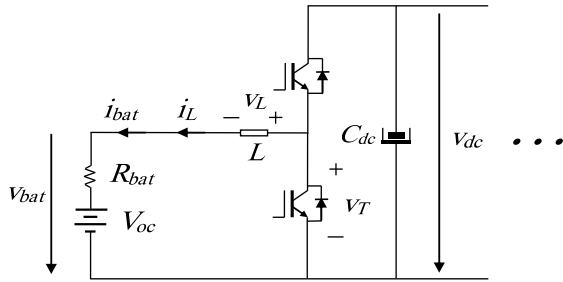 i_bat
i_L
− v_L +
L
C_dc
v_dc
R_bat
v_bat
V_oc
+
v_T
−